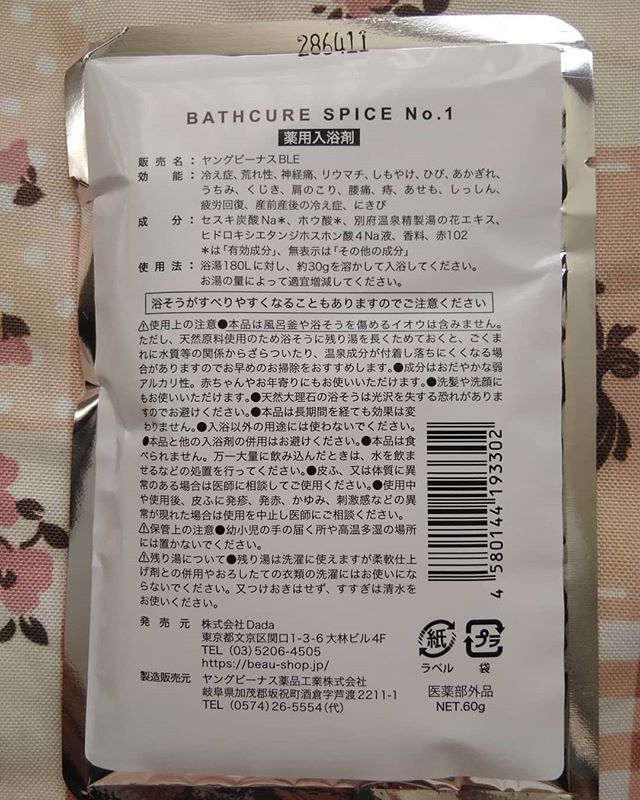 286411
BATHCURE SPICE No.1
薬用入浴剤
販売名：ヤングビーナスBLE
効能：冷え症、荒れ性、神経痛、リウマチ、しもやけ、ひび、あかぎれ、
うちみ、くじき、肩のこり、腰痛、痔、あせも、しっしん、
疲労回復、産前産後の冷え症、にきび
成分：セスキ炭酸Na＊、ホウ酸＊、別府温泉精製湯の花エキス、
ヒドロキシエタンジホスホン酸4Na液、香料、赤102
＊は「有効成分」、無表示は「その他の成分」
使用法：浴湯180Lに対し、約30gを溶かして入浴してください。
お湯の量によって適宜増減してください。
浴そうがすべりやすくなることもありますのでご注意ください
⚠使用上の注意●本品は風呂釜や浴そうを傷めるイオウは含みません。
ただし、天然原料使用のため浴そうに残り湯を長くためておくと、ごくま
れに水質等の関係からざらついたり、温泉成分が付着し落ちにくくなる場
合がありますのでお早めのお掃除をおすすめします。●成分はおだやかな弱
アルカリ性。赤ちゃんやお年寄りにもお使いいただけます。●洗髪や洗顔に
もお使いいただけます。●天然大理石の浴そうは光沢を失する恐れがありま
すのでお避けください。●本品は長期間を経ても効果は変
わりません。●入浴以外の用途には使わないでください。
●本品と他の入浴剤の併用はお避けください。●本品は食
べられません。万一大量に飲み込んだときは、水を飲ま
せるなどの処置を行ってください。●皮ふ、又は体質に異
常のある場合は医師に相談してご使用ください。●使用中
や使用後、皮ふに発疹、発赤、かゆみ、刺激感などの異
常が現れた場合は使用を中止し医師にご相談ください。
⚠保管上の注意●幼小児の手の届く所や高温多湿の場所
には置かないでください。
⚠残り湯について●残り湯は洗濯に使えますが柔軟仕上
げ剤との併用やおろしたての衣類の洗濯にはお使いにな
らないでください。又つけおきはせず、すすぎは清水を
お使いください。
4 580144 193302
発売元 株式会社Dada
東京都文京区関口1-3-6 大林ビル4F
TEL（03）5206-4505
https://beau-shop.jp/
製造販売元 ヤングビーナス薬品工業株式会社
岐阜県加茂郡坂祝町酒倉字芦渡2211-1
TEL（0574）26-5554（代）
紙 プラ
ラベル 袋
医薬部外品
NET.60g